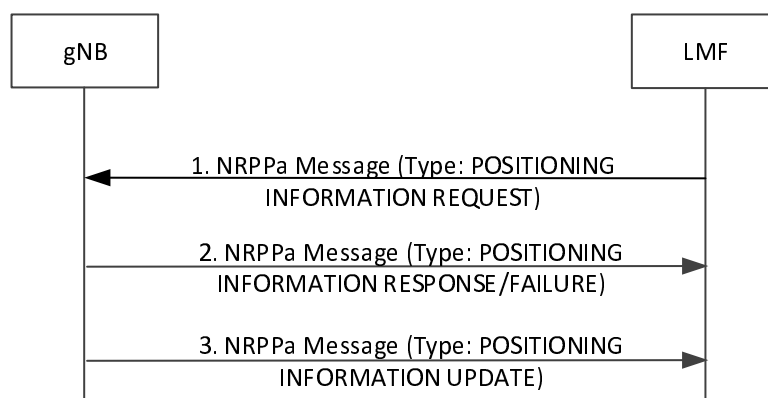 gNB
LMF
1. NRPPa Message (Type: POSITIONING
INFORMATION REQUEST)
2. NRPPa Message (Type: POSITIONING
INFORMATION RESPONSE/FAILURE)
3. NRPPa Message (Type: POSITIONING
INFORMATION UPDATE)